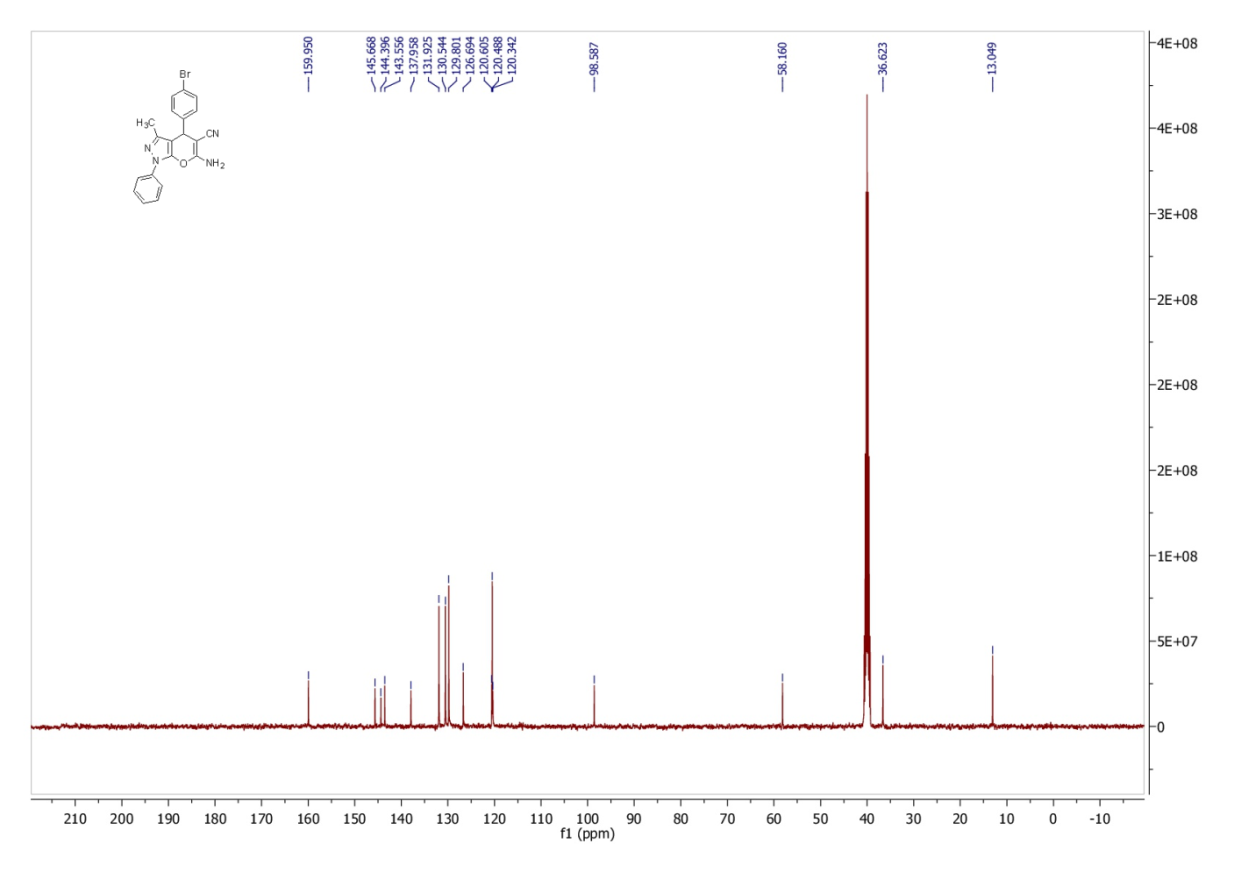 159.950
145.668
144.396
143.556
137.958
131.925
130.544
129.801
126.694
120.605
120.488
120.342
98.587
58.160
36.623
13.049
Br
H₃C
CN
N
N
O
NH₂
4E+08
4E+08
3E+08
2E+08
2E+08
2E+08
1E+08
5E+07
0
210 200 190 180 170 160 150 140 130 120 110 100 90 80 70 60 50 40 30 20 10 0 -10
f1 (ppm)